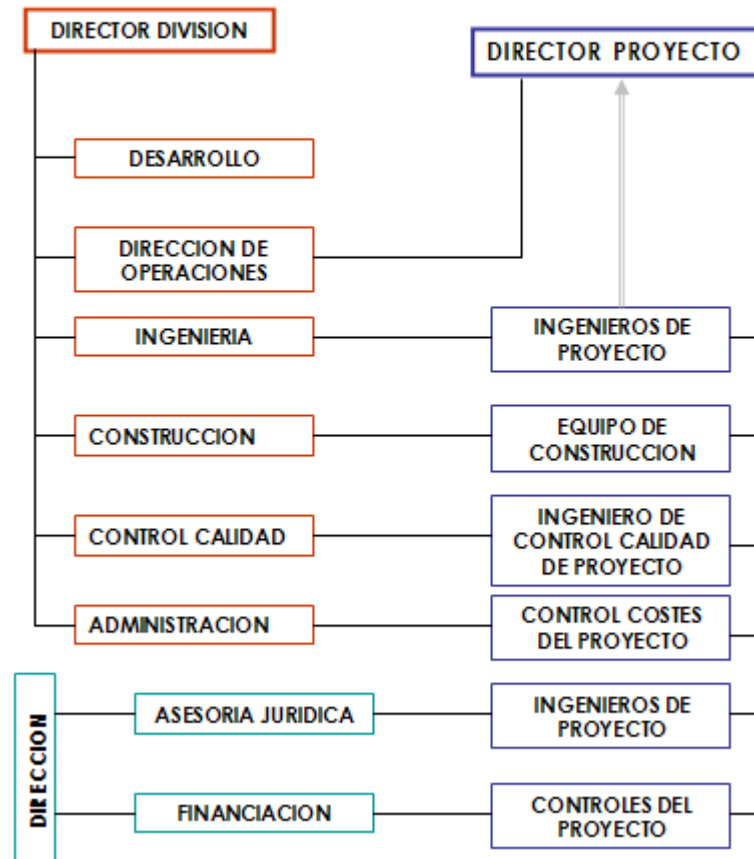 DIRECTOR DIVISION
DIRECTOR PROYECTO
DESARROLLO
DIRECCION DE
OPERACIONES
INGENIERIA
INGENIEROS DE
PROYECTO
CONSTRUCCION
EQUIPO DE
CONSTRUCCION
CONTROL CALIDAD
INGENIERO DE
CONTROL CALIDAD
DE PROYECTO
ADMINISTRACION
CONTROL COSTES
DEL PROYECTO
DIRECCION
ASESORIA JURIDICA
INGENIEROS DE
PROYECTO
FINANCIACION
CONTROLES DEL
PROYECTO